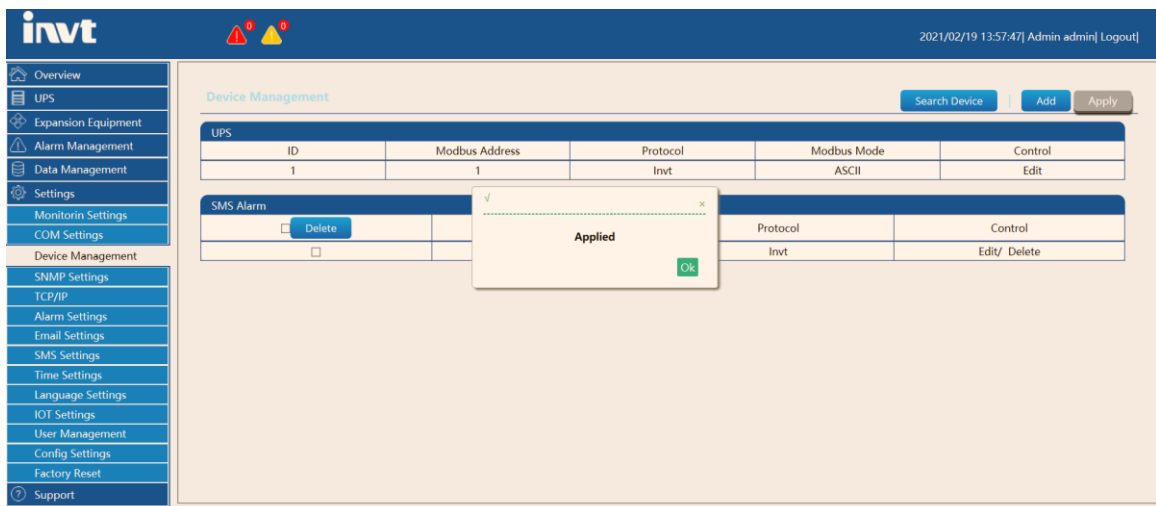 invt
0 0
2021/02/19 13:57:47| Admin admin| Logout|
Overview
UPS
Expansion Equipment
Alarm Management
Data Management
Settings
Monitorin Settings
COM Settings
Device Management
SNMP Settings
TCP/IP
Alarm Settings
Email Settings
SMS Settings
Time Settings
Language Settings
IOT Settings
User Management
Config Settings
Factory Reset
? Support
Device Management
Search Device | Add Apply
UPS
ID Modbus Address Protocol Modbus Mode Control
1 1 Invt ASCII Edit
SMS Alarm
Delete Protocol Control
Invt Edit/ Delete
√ ×
Applied
Ok